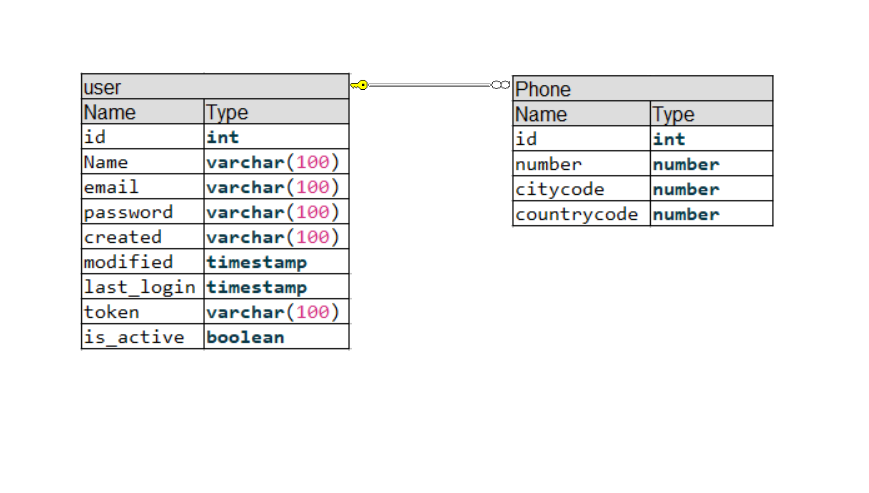 user
Name Type
id int
Name varchar(100)
email varchar(100)
password varchar(100)
created varchar(100)
modified timestamp
last_login timestamp
token varchar(100)
is_active boolean
Phone
Name Type
id int
number number
citycode number
countrycode number